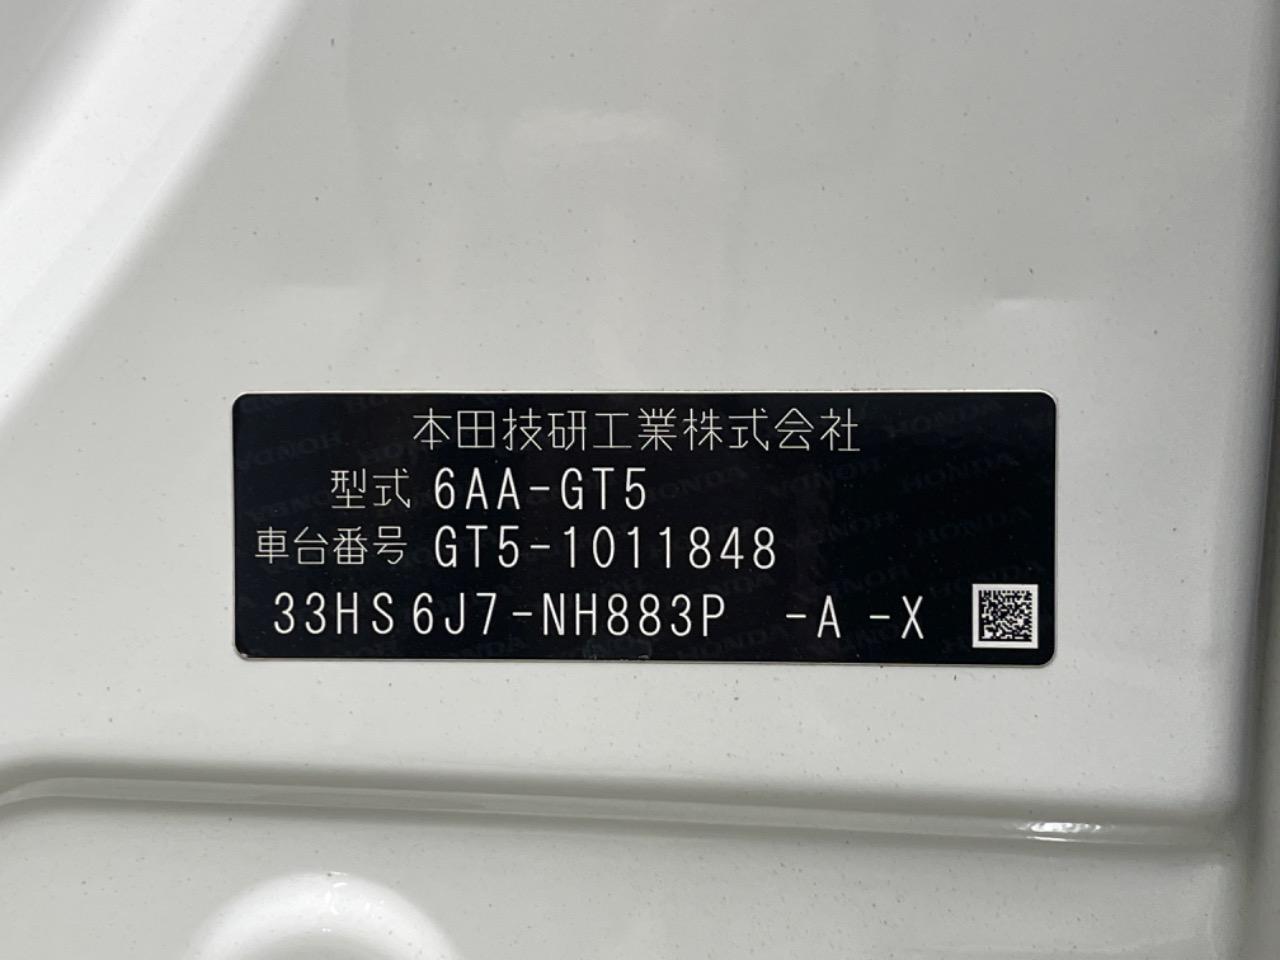 本田技研工業株式会社
型式 6AA-GT5
車台番号 GT5-1011848
33HS6J7-NH883P -A -X